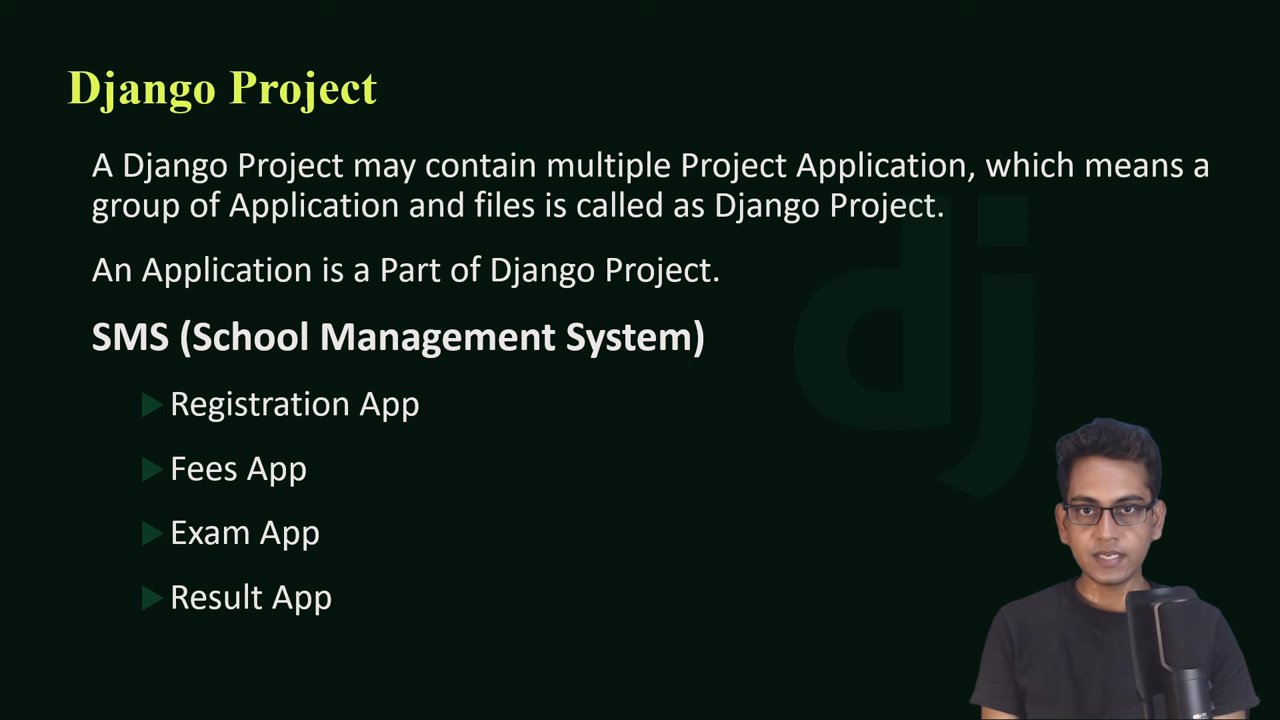 Django Project
A Django Project may contain multiple Project Application, which means a
group of Application and files is called as Django Project.
An Application is a Part of Django Project.
SMS (School Management System)
Registration App
Fees App
Exam App
Result App
dj